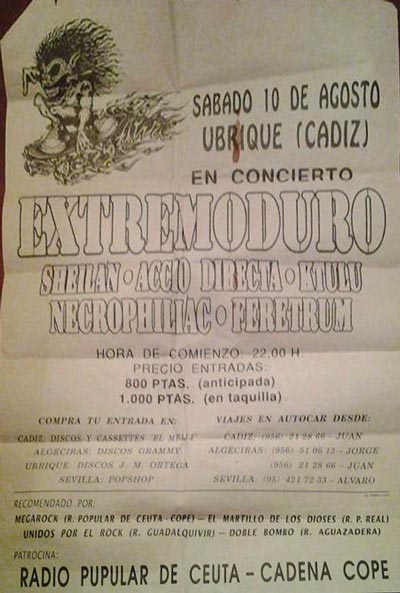 SABADO 10 DE AGOSTO
UBRIQUE (CADIZ)
EN CONCIERTO
EXTREMODURO
SHEILAN • ACCIO DIRECTA • KTULU
NECROPHILIAC • FERETRUM
HORA DE COMIENZO: 22,00 H.
PRECIO ENTRADAS:
800 PTAS. (anticipada)
1.000 PTAS. (en taquilla)
COMPRA TU ENTRADA EN:
CADIZ: DISCOS Y CASSETTES "EL MELLI"
ALGECIRAS: DISCOS GRAMMY
UBRIQUE: DISCOS J. M. ORTEGA
SEVILLA: POPSHOP
VIAJES EN AUTOCAR DESDE:
CADIZ: (956) 21 28 66 - JUAN
ALGECIRAS: (956) 51 06 13 - JORGE
(956) 21 28 66 - JUAN
SEVILLA: (95) 421 72 33 - ALVARO
RECOMENDADO POR:
MEGAROCK (R. POPULAR DE CEUTA - COPE) — EL MARTILLO DE LOS DIOSES (R. P. REAL)
UNIDOS POR EL ROCK (R. GUADALQUIVIR) — DOBLE BOMBO (R. AGUAZADERA)
PATROCINA:
RADIO PUPULAR DE CEUTA - CADENA COPE